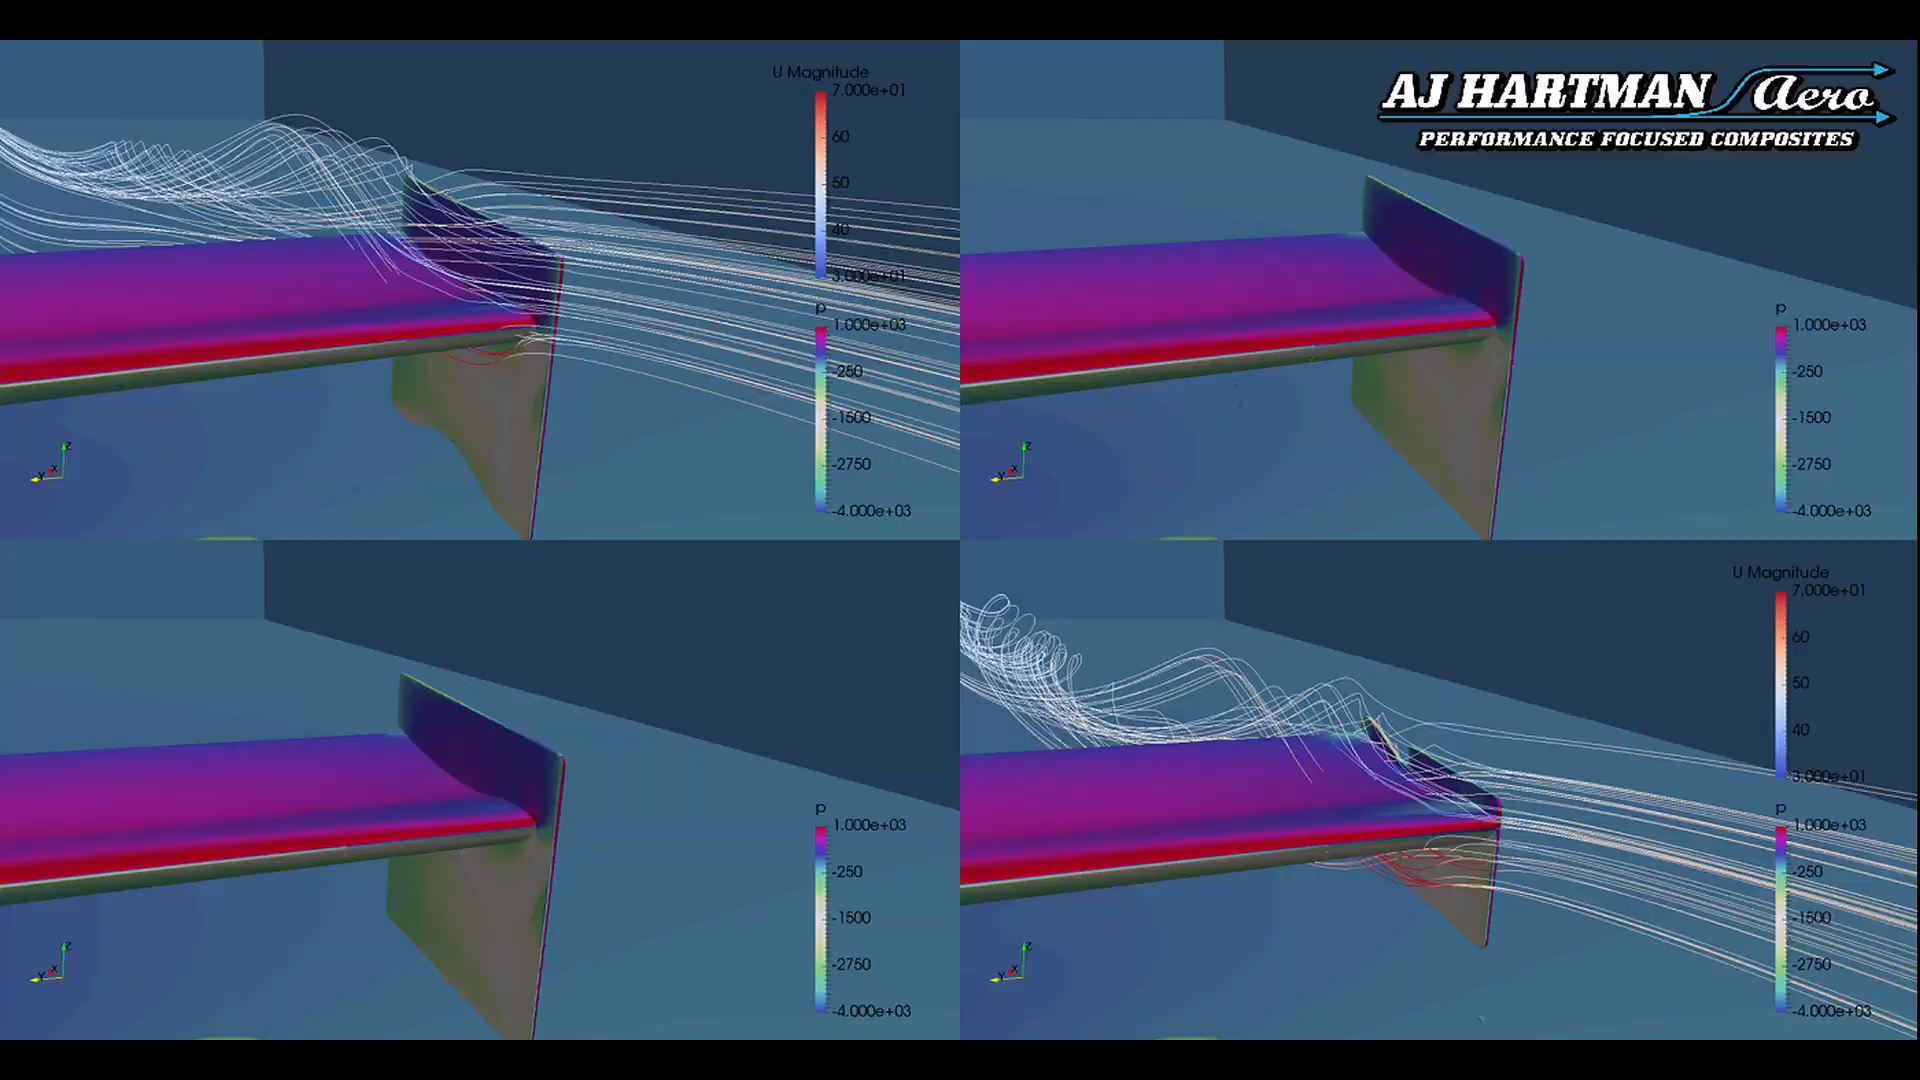 AJ HARTMAN Aero
PERFORMANCE FOCUSED COMPOSITES
U Magnitude
7.000e+01
60
50
40
3.000e+01
p
1.000e+03
-250
-1500
-2750
-4.000e+03
Z
Y
X
p
1.000e+03
-250
-1500
-2750
-4.000e+03
Z
Y
X
p
1.000e+03
-250
-1500
-2750
-4.000e+03
Z
Y
X
U Magnitude
7.000e+01
60
50
40
3.000e+01
p
1.000e+03
-250
-1500
-2750
-4.000e+03
Z
Y
X